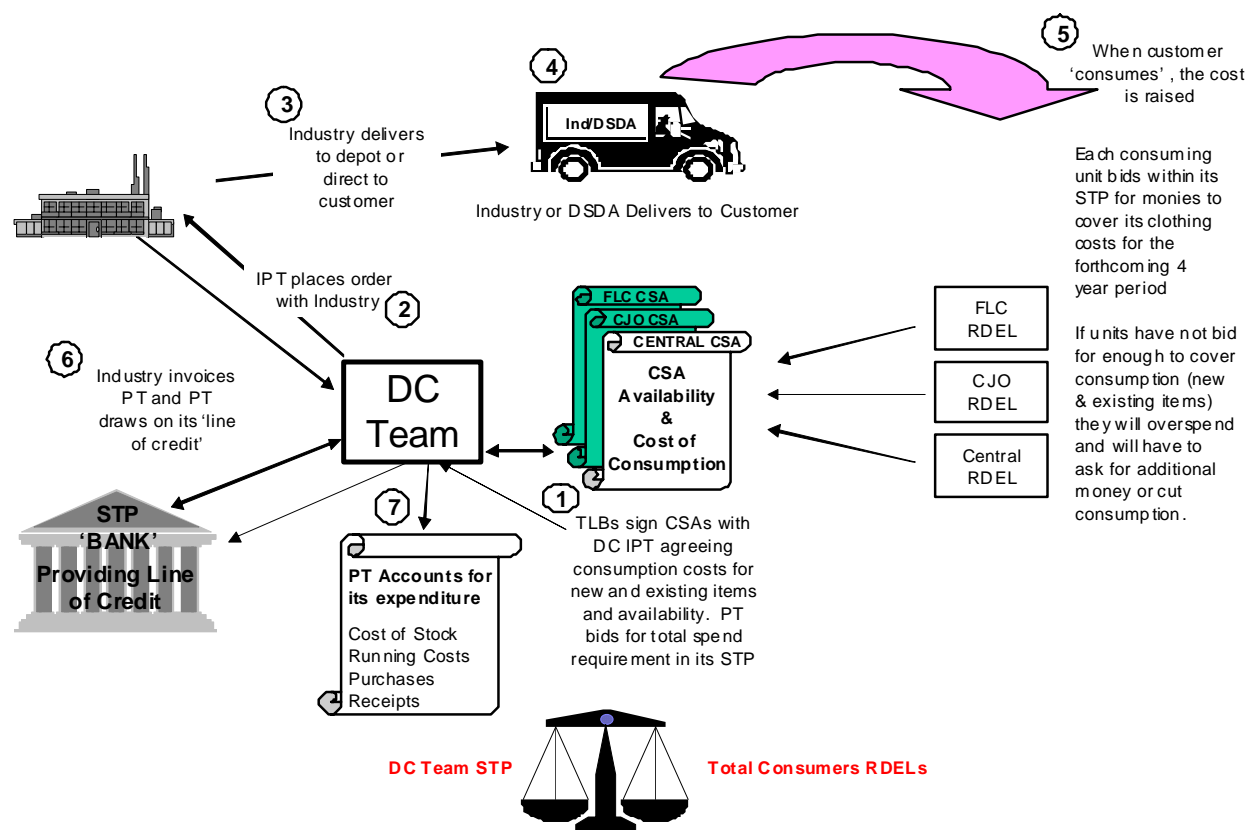 5
When customer
‘consumes’ , the cost
is raised
4
3
Industry delivers
to depot or
direct to
customer
Ind/DSDA
Industry or DSDA Delivers to Customer
Each consuming
unit bids within its
STP for monies to
cover its clothing
costs for the
forthcoming 4
year period
If units have not bid
for enough to cover
consumption (new
& existing items)
they will overspend
and will have to
ask for additional
money or cut
consumption.
IPT places order
with Industry
2
FLC CSA
CJO CSA
CENTRAL CSA
CSA
Availability
&
Cost of
Consumption
FLC
RDEL
CJO
RDEL
Central
RDEL
6
Industry invoices
PT and PT
draws on its ‘line
of credit’
DC
Team
1
TLBs sign CSAs with
DC IPT agreeing
consumption costs for
new and existing items
and availability. PT
bids for total spend
requirement in its STP
7
STP
‘BANK’
Providing Line
of Credit
PT Accounts for
its expenditure
Cost of Stock
Running Costs
Purchases
Receipts
DC Team STP
Total Consumers RDELs